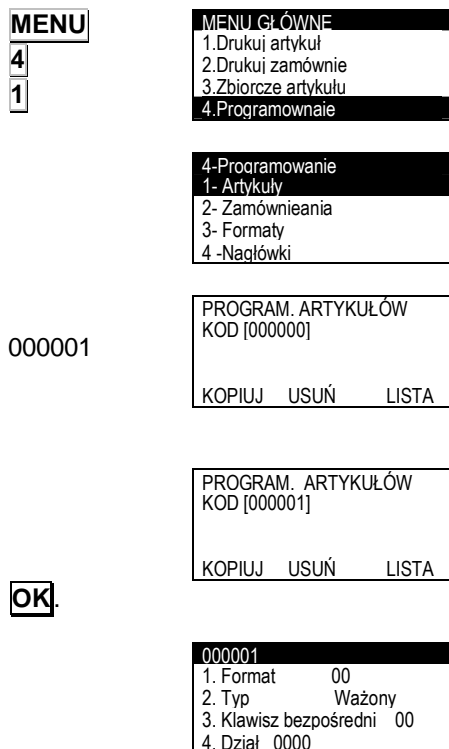 MENU
4
1
MENU GŁÓWNE
1.Drukuj artykuł
2.Drukuj zamównie
3.Zbiorcze artykułu
4.Programownaie
4-Programowanie
1- Artykuły
2- Zamównieania
3- Formaty
4 -Nagłówki
000001
PROGRAM. ARTYKUŁÓW
KOD [000000]
KOPIUJ USUŃ LISTA
PROGRAM. ARTYKUŁÓW
KOD [000001]
KOPIUJ USUŃ LISTA
OK.
000001
1. Format 00
2. Typ Ważony
3. Klawisz bezpośredni 00
4. Dział 0000